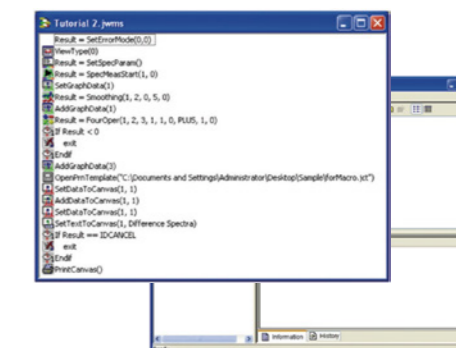 Tutorial 2.jwms
Result = SetErrorMode(0,0)
ViewType(0)
Result = SetSpecParam()
Result = SpecMeasStart(1, 0)
SetGraphData(1)
Result = Smoothing(1, 2, 0, 5, 0)
AddGraphData(1)
Result = FourOper(1, 2, 3, 1, 1, 0, PLUS, 1, 0)
If Result < 0
exit
Endif
AddGraphData(3)
OpenPrnTemplate("C:\Documents and Settings\Administrator\Desktop\Sample\forMacro.jct")
SetDataToCanvas(1, 1)
AddDataToCanvas(1, 1)
SetDataToCanvas(1, 1)
SetTextToCanvas(1, Difference Spectra)
If Result == IDCANCEL
exit
Endif
PrintCanvas()
Information History